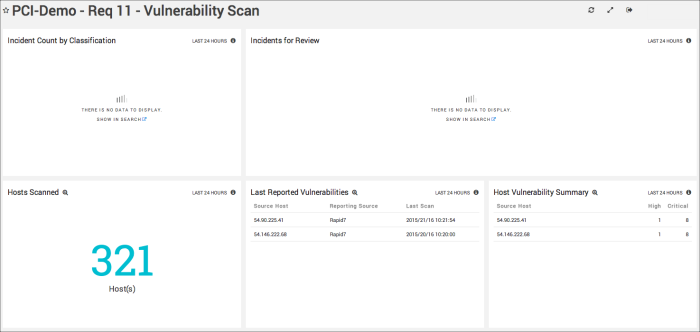 PCI-Demo - Req 11 - Vulnerability Scan
Incident Count by Classification LAST 24 HOURS
THERE IS NO DATA TO DISPLAY.
SHOW IN SEARCH
Incidents for Review LAST 24 HOURS
THERE IS NO DATA TO DISPLAY.
SHOW IN SEARCH
Hosts Scanned LAST 24 HOURS
321
Host(s)
Last Reported Vulnerabilities LAST 24 HOURS
Source Host Reporting Source Last Scan
54.90.225.41 Rapid7 2015/21/16 10:21:54
54.146.222.68 Rapid7 2015/20/16 10:20:00
Host Vulnerability Summary LAST 24 HOURS
Source Host High Critical
54.90.225.41 1 8
54.146.222.68 1 8